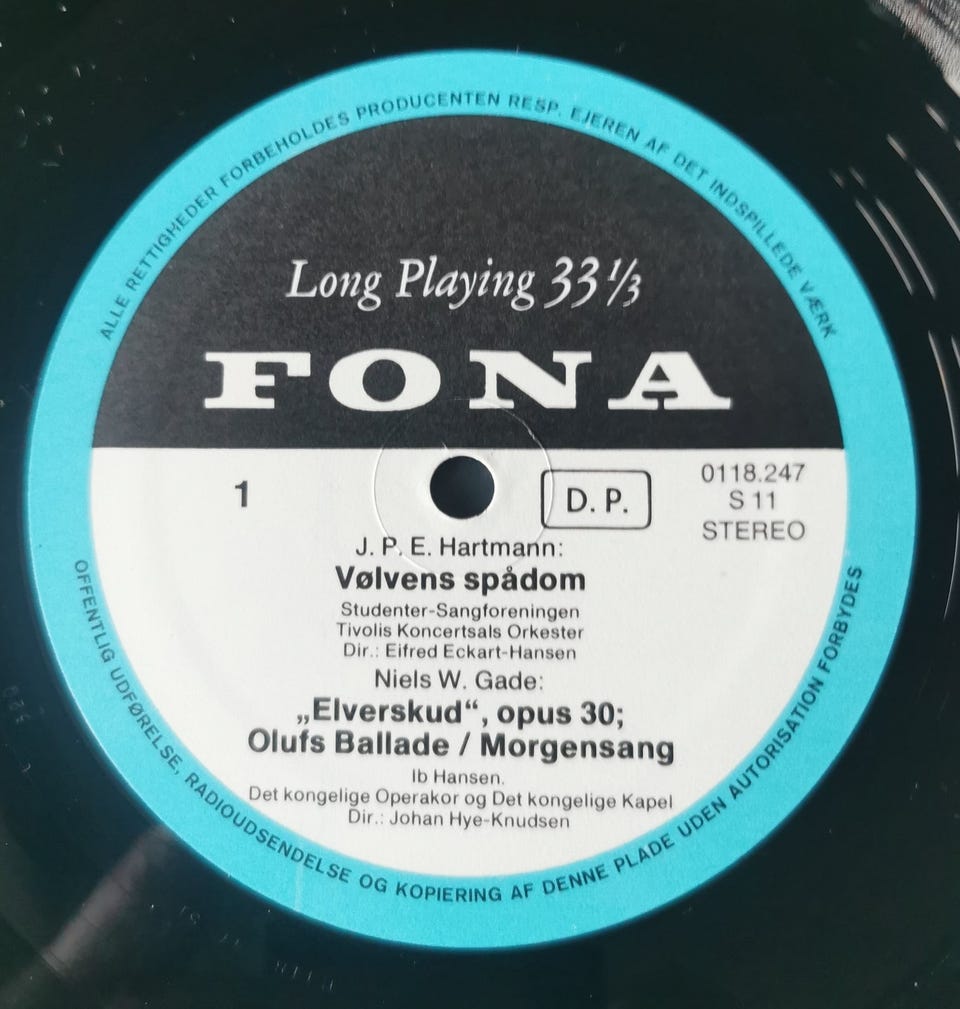 ALLE RETTIGHEDER FORBEHOLDES PRODUCENTEN RESP. EJEREN AF DET INDSPILLEDE VÆRK
Long Playing 33 1/3
FONA
1
D. P.
0118.247
S 11
STEREO
J. P. E. Hartmann:
Vølvens spådom
Studenter-Sangforeningen
Tivolis Koncertsals Orkester
Dir.: Eifred Eckart-Hansen
Niels W. Gade:
„Elverskud“, opus 30;
Olufs Ballade / Morgensang
Ib Hansen.
Det kongelige Operakor og Det kongelige Kapel
Dir.: Johan Hye-Knudsen
OFFENTLIG UDFØRELSE, RADIOUDSENDELSE OG KOPIERING AF DENNE PLADE UDEN AUTORISATION FORBYDES